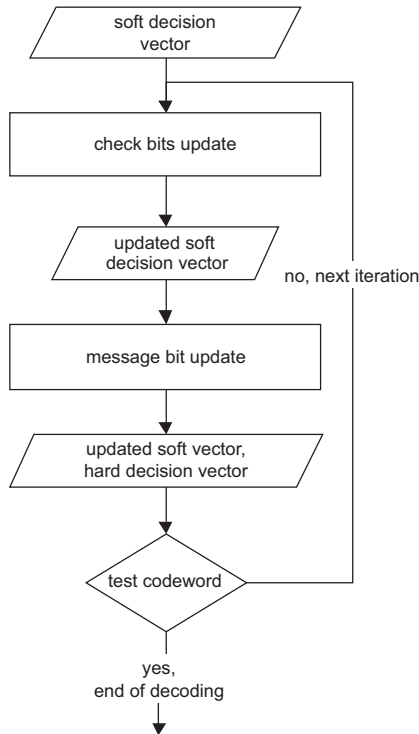 soft decision
vector
check bits update
updated soft
decision vector
no, next iteration
message bit update
updated soft vector,
hard decision vector
test codeword
yes,
end of decoding